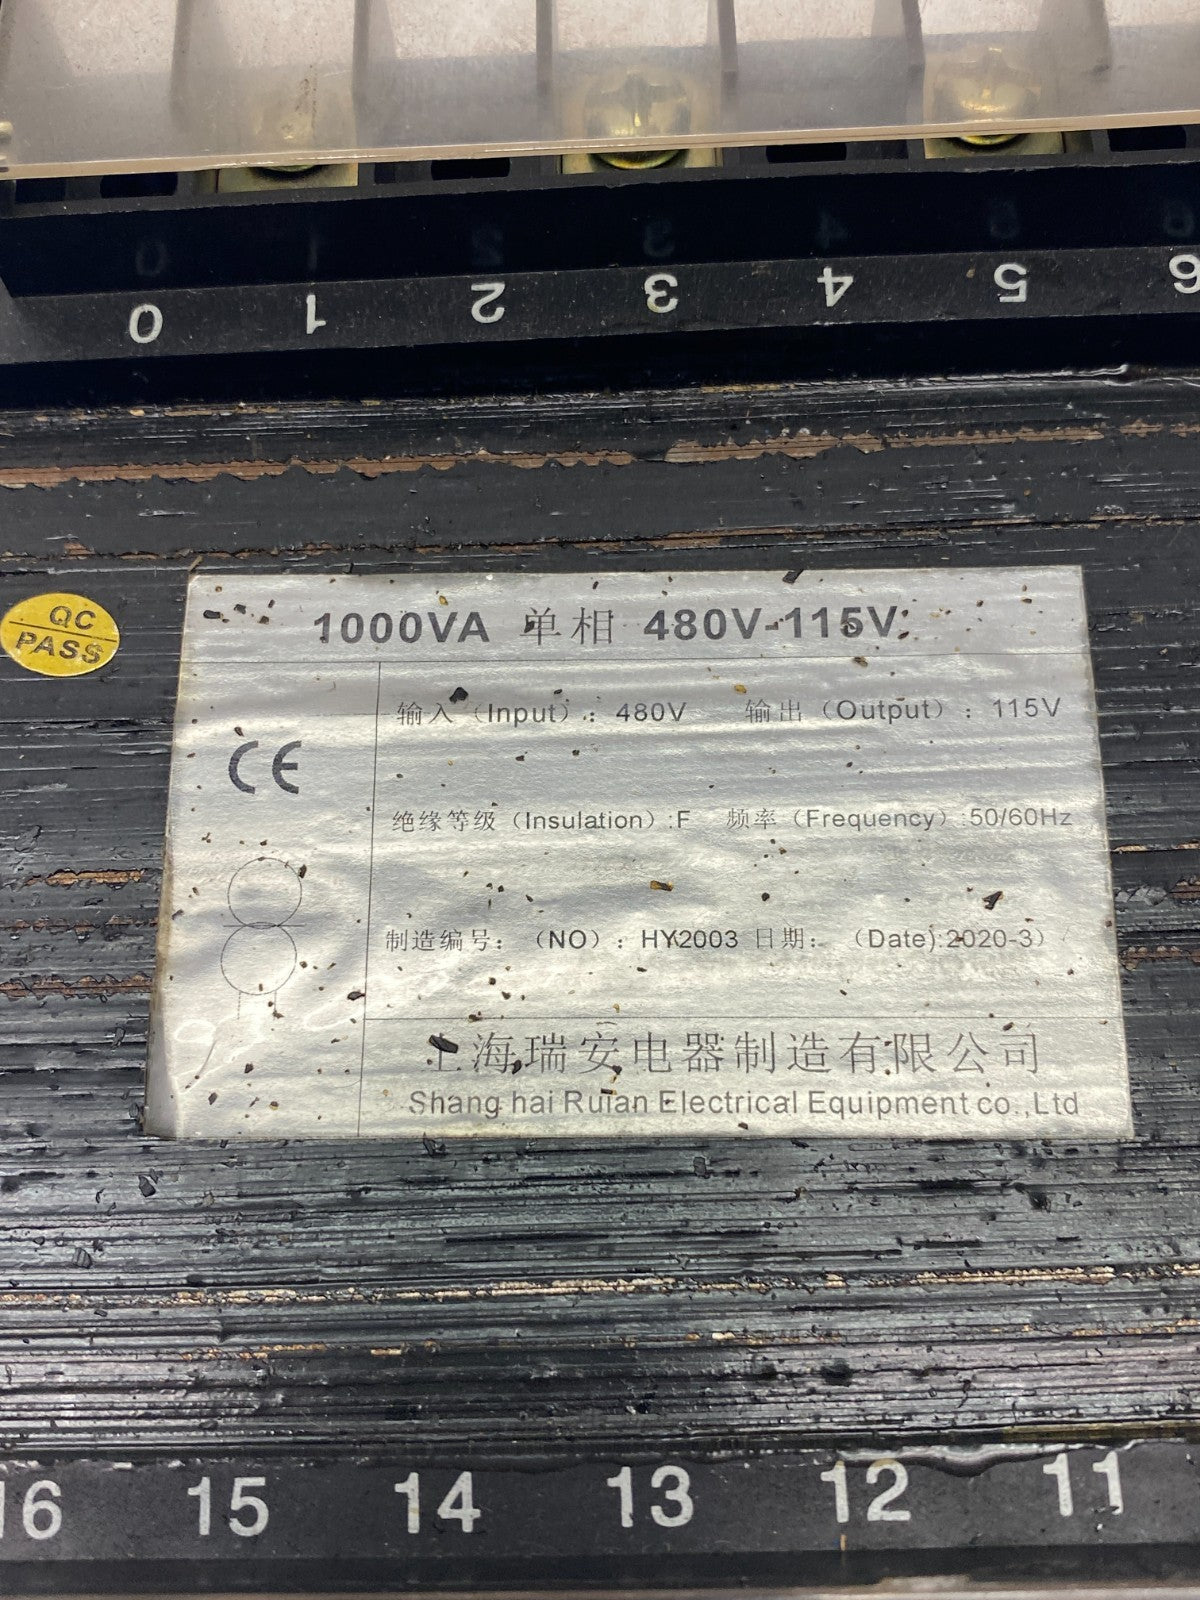 0 1 2 3 4 5 6
QC
PASS
1000VA 单相 480V-115V
输入（Input）：480V 输出（Output）：115V
CE
绝缘等级（Insulation）:F 频率（Frequency）:50/60Hz
制造编号：（NO）：HY2003 日期：（Date):2020-3）
上海瑞安电器制造有限公司
Shang hai Ruian Electrical Equipment co.,Ltd
16 15 14 13 12 11